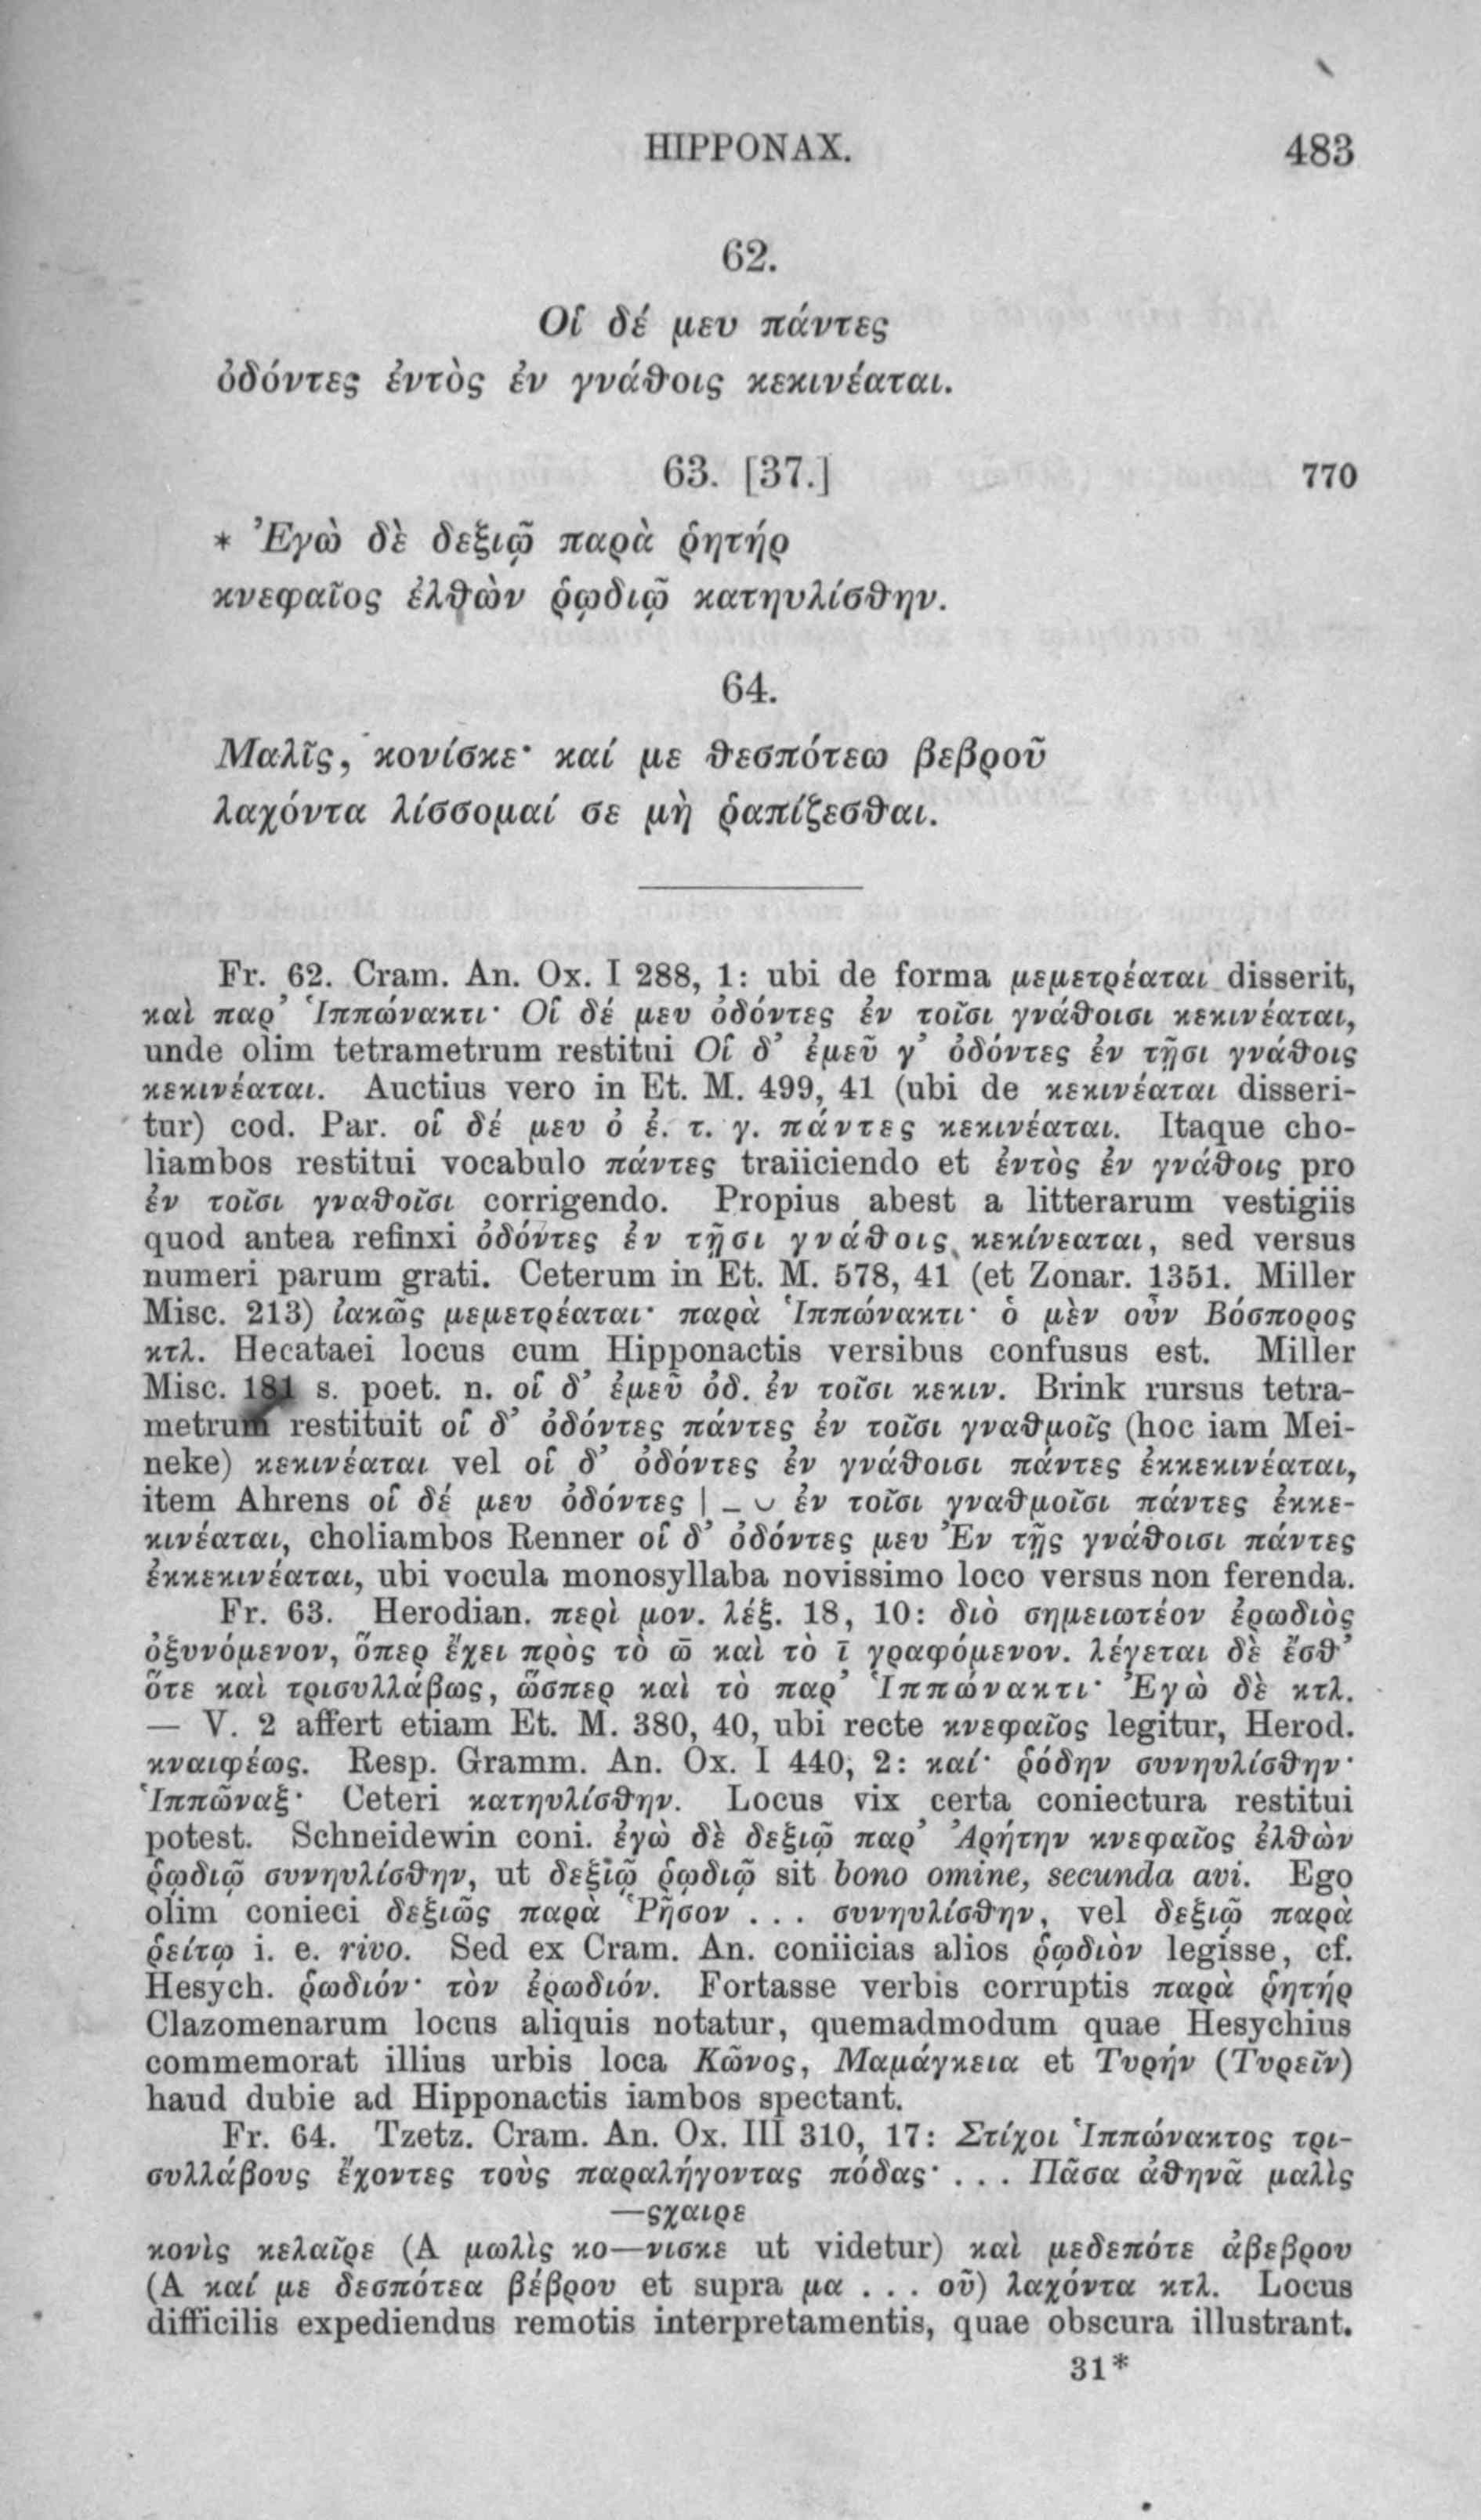 HIPPONAX. 483
62.
Οἵ δέ μευ πάντες
ὀδόντες ἐντὸς ἐν γνάθοις κεκινέαται.
63. [37.] 770
* Ἐγὼ δὲ δεξιῷ παρὰ ῥητήρ
κνεφαῖος ἐλθὼν ῥῳδιῷ κατηυλίσθην.
64.
Μαλῖς, κονίσκε· καί με θεσπότεω βεβροῦ
λαχόντα λίσσομαί σε μὴ ῥαπίζεσθαι.
Fr. 62. Cram. An. Ox. I 288, 1: ubi de forma μεμετρέαται disserit,
καὶ παρ’ Ἱππώνακτι· Οἵ δέ μευ ὀδόντες ἐν τοῖσι γνάθοισι κεκινέαται,
unde olim tetrametrum restitui Οἵ δ’ ἐμεῦ γ’ ὀδόντες ἐν τῇσι γνάθοις
κεκινέαται. Auctius vero in Et. M. 499, 41 (ubi de κεκινέαται disseri-
tur) cod. Par. οἵ δέ μευ ὀ ἐ. τ. γ. πάντες κεκινέαται. Itaque cho-
liambos restitui vocabulo πάντες traiiciendo et ἐντὸς ἐν γνάθοις pro
ἐν τοῖσι γναθοῖσι corrigendo. Propius abest a litterarum vestigiis
quod antea refinxi ὀδόντες ἐν τῇσι γνάθοις κεκίνεαται, sed versus
numeri parum grati. Ceterum in Et. M. 578, 41 (et Zonar. 1351. Miller
Misc. 213) ἰακῶς μεμετρέαται· παρὰ Ἱππώνακτι· ὁ μὲν οὖν Βόσπορος
κτλ. Hecataei locus cum Hipponactis versibus confusus est. Miller
Misc. 181 s. poet. n. οἵ δ’ ἐμεῦ ὀδ. ἐν τοῖσι κεκιν. Brink rursus tetra-
metrum restituit οἵ δ’ ὀδόντες πάντες ἐν τοῖσι γναθμοῖς (hoc iam Mei-
neke) κεκινέαται vel οἵ δ’ ὀδόντες ἐν γνάθοισι πάντες ἐκκεκινέαται,
item Ahrens οἵ δέ μευ ὀδόντες | _ ᴗ ἐν τοῖσι γναθμοῖσι πάντες ἐκκε-
κινέαται, choliambos Renner οἵ δ’ ὀδόντες μευ Ἐν τῇς γνάθοισι πάντες
ἐκκεκινέαται, ubi vocula monosyllaba novissimo loco versus non ferenda.
Fr. 63. Herodian. περὶ μον. λέξ. 18, 10: διὸ σημειωτέον ἐρωδιὸς
ὀξυνόμενον, ὅπερ ἔχει πρὸς τὸ ω̄ καὶ τὸ ῑ γραφόμενον. λέγεται δὲ ἔσθ’
ὅτε καὶ τρισυλλάβως, ὥσπερ καὶ τὸ παρ’ Ἱππώνακτι· Ἐγὼ δὲ κτλ.
— V. 2 affert etiam Et. M. 380, 40, ubi recte κνεφαῖος legitur, Herod.
κναιφέως. Resp. Gramm. An. Ox. I 440, 2: καί· ῥόδην συνηυλίσθην·
Ἱππῶναξ· Ceteri κατηυλίσθην. Locus vix certa coniectura restitui
potest. Schneidewin coni. ἐγὼ δὲ δεξιῷ παρ’ Ἀρήτην κνεφαῖος ἐλθὼν
ῥῳδιῷ συνηυλίσθην, ut δεξιῷ ῥῳδιῷ sit bono omine, secunda avi. Ego
olim conieci δεξιῶς παρὰ Ῥῆσον ... συνηυλίσθην, vel δεξιῷ παρὰ
ῥείτῳ i. e. rivo. Sed ex Cram. An. coniicias alios ῥῳδιὸν legisse, cf.
Hesych. ῥωδιόν· τὸν ἐρωδιόν. Fortasse verbis corruptis παρὰ ῥητήρ
Clazomenarum locus aliquis notatur, quemadmodum quae Hesychius
commemorat illius urbis loca Κῶνος, Μαμάγκεια et Τυρήν (Τυρεῖν)
haud dubie ad Hipponactis iambos spectant.
Fr. 64. Tzetz. Cram. An. Ox. III 310, 17: Στίχοι Ἱππώνακτος τρι-
συλλάβους ἔχοντες τοὺς παραλήγοντας πόδας· ... Πᾶσα ἀθηνᾶ μαλὶς
—ςχαιρε
κονὶς κελαῖρε (A μωλὶς κο—νισκε ut videtur) καὶ μεδεπότε ἀβεβρου
(A καί με δεσπότεα βέβρου et supra μα ... οῦ) λαχόντα κτλ. Locus
difficilis expediendus remotis interpretamentis, quae obscura illustrant.
31*